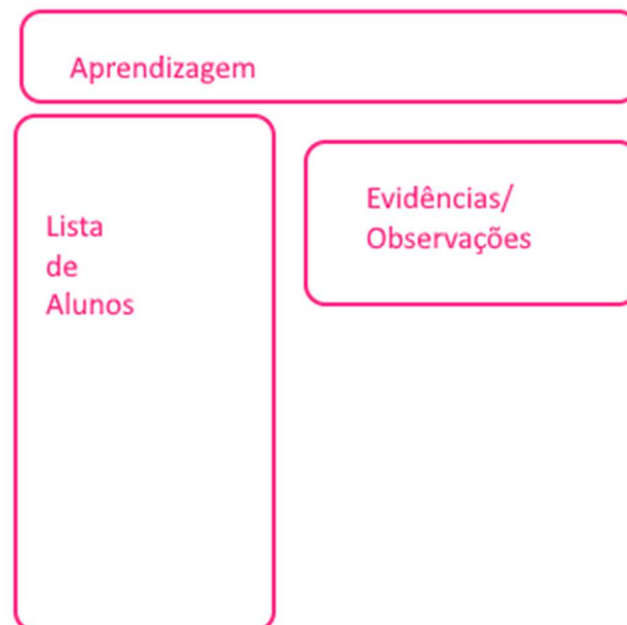 Aprendizagem
Lista
de
Alunos
Evidências/
Observações